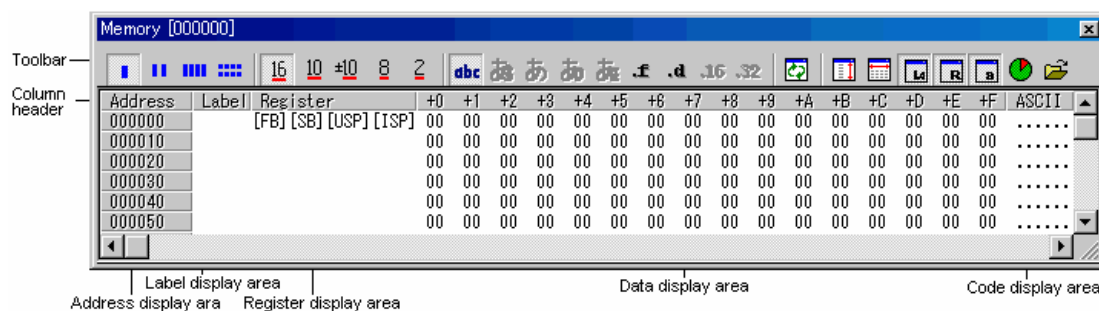 Memory [000000]
Toolbar
16 10 ±10 8 2 abc あ .f .d .16 .32 R a
Column
header
Address Label Register +0 +1 +2 +3 +4 +5 +6 +7 +8 +9 +A +B +C +D +E +F ASCII
000000 [FB][SB][USP][ISP] 00 00 00 00 00 00 00 00 00 00 00 00 00 00 00 00 ......
000010 00 00 00 00 00 00 00 00 00 00 00 00 00 00 00 00 ......
000020 00 00 00 00 00 00 00 00 00 00 00 00 00 00 00 00 ......
000030 00 00 00 00 00 00 00 00 00 00 00 00 00 00 00 00 ......
000040 00 00 00 00 00 00 00 00 00 00 00 00 00 00 00 00 ......
000050 00 00 00 00 00 00 00 00 00 00 00 00 00 00 00 00 ......
Label display area Data display area Code display area
Address display ara Register display area